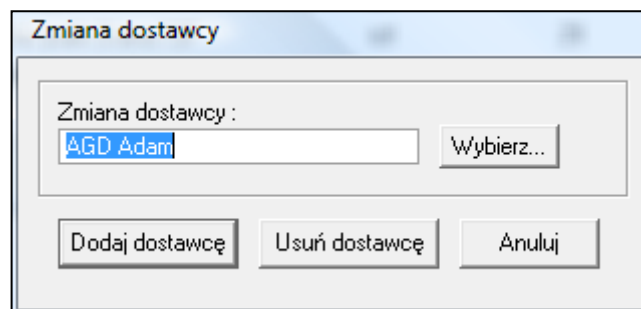 Zmiana dostawcy
Zmiana dostawcy :
AGD Adam
Wybierz...
Dodaj dostawcę
Usuń dostawcę
Anuluj